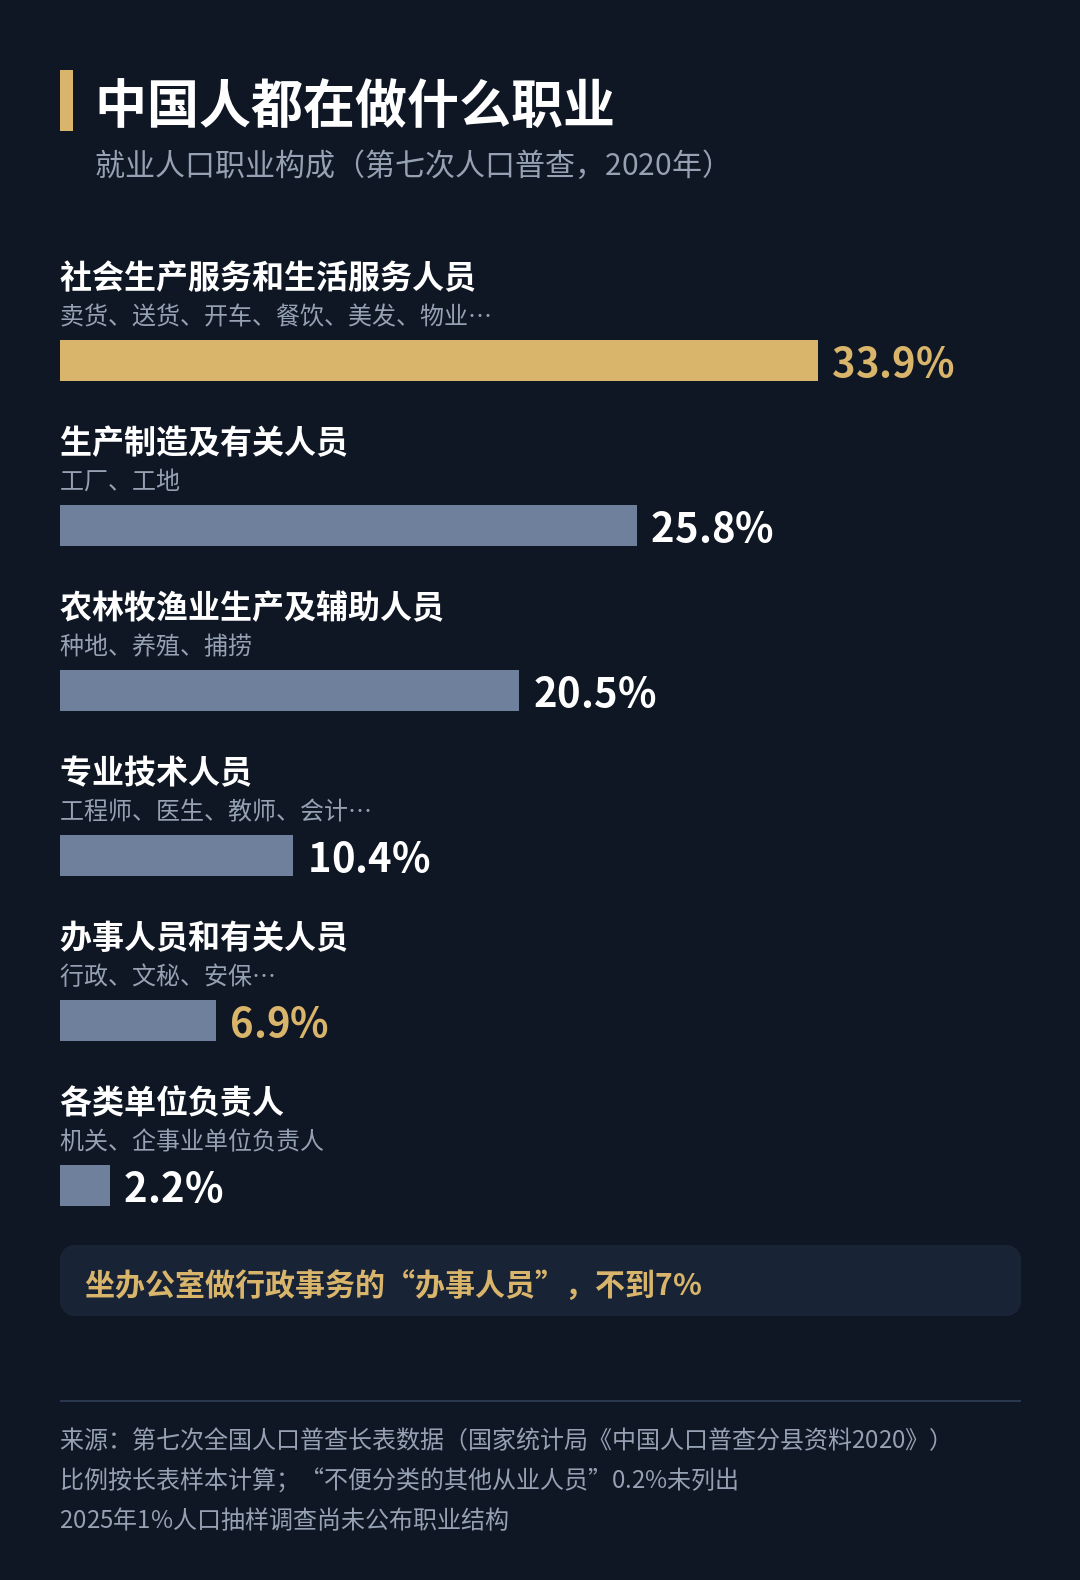 中国人都在做什么职业
就业人口职业构成（第七次人口普查，2020年）
社会生产服务和生活服务人员
卖货、送货、开车、餐饮、美发、物业…
33.9%
生产制造及有关人员
工厂、工地
25.8%
农林牧渔业生产及辅助人员
种地、养殖、捕捞
20.5%
专业技术人员
工程师、医生、教师、会计…
10.4%
办事人员和有关人员
行政、文秘、安保…
6.9%
各类单位负责人
机关、企事业单位负责人
2.2%
坐办公室做行政事务的“办事人员”，不到7%
来源：第七次全国人口普查长表数据（国家统计局《中国人口普查分县资料2020》）
比例按长表样本计算；“不便分类的其他从业人员”0.2%未列出
2025年1%人口抽样调查尚未公布职业结构